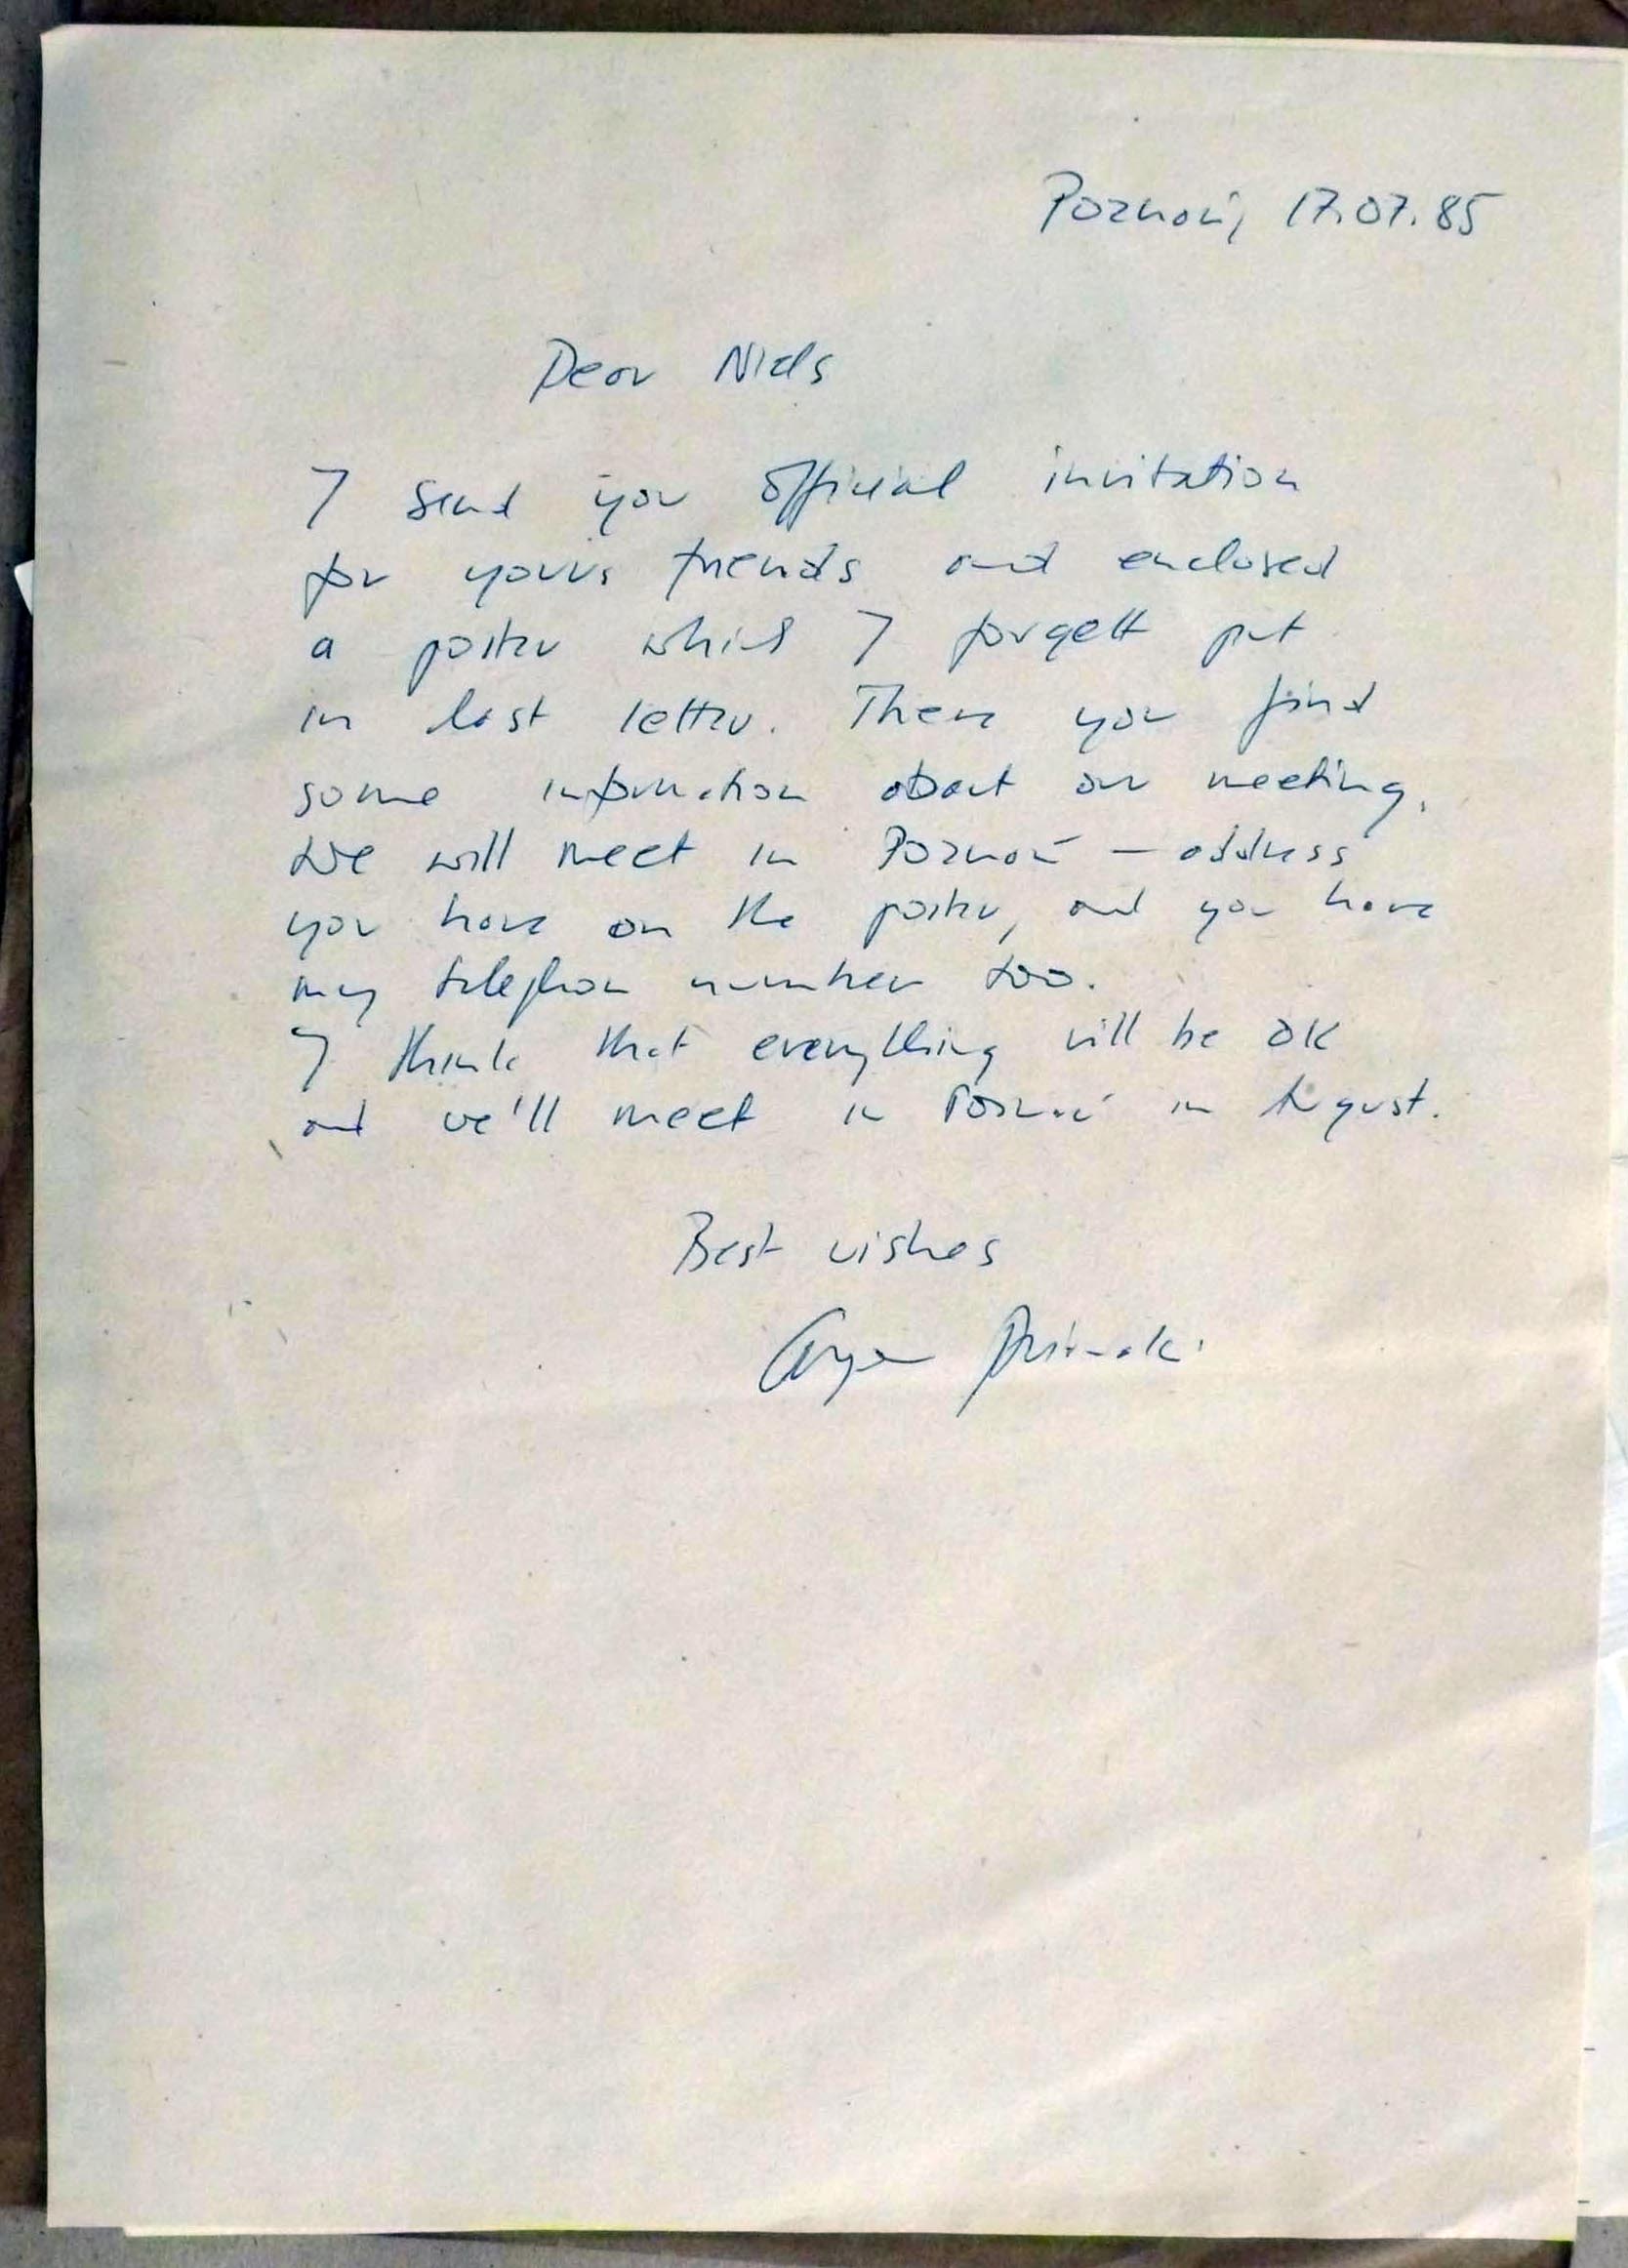 Poznań, 17.07.85
Dear Niels
I send you official invitation
for yours friends and enclosed
a poster which I forgett put
in last letter. There you find
some information about our meeting.
We will meet in Poznań – address
you have on the poster, and you have
my telephon number too.
I think that everything will be OK
and we'll meet in Poznań in August.
Best wishes